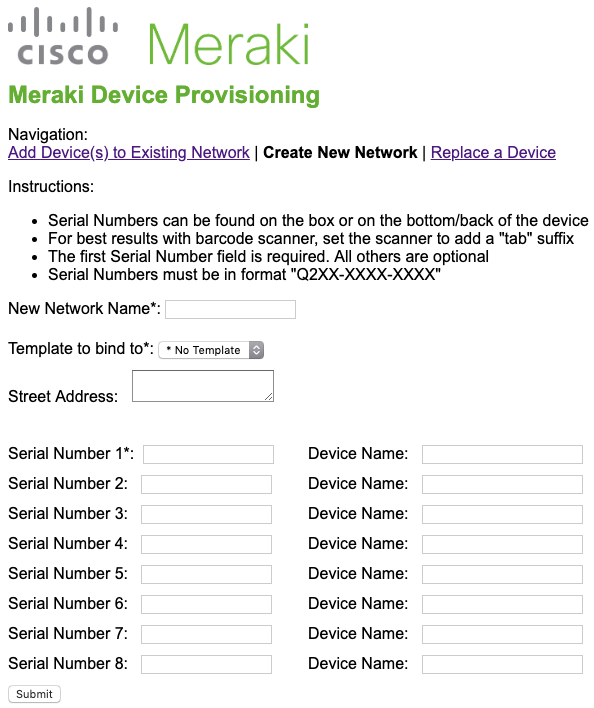 CISCO Meraki
Meraki Device Provisioning
Navigation:
Add Device(s) to Existing Network | Create New Network | Replace a Device
Instructions:
• Serial Numbers can be found on the box or on the bottom/back of the device
• For best results with barcode scanner, set the scanner to add a "tab" suffix
• The first Serial Number field is required. All others are optional
• Serial Numbers must be in format "Q2XX-XXXX-XXXX"
New Network Name*:
Template to bind to*: * No Template
Street Address:
Serial Number 1*: Device Name:
Serial Number 2: Device Name:
Serial Number 3: Device Name:
Serial Number 4: Device Name:
Serial Number 5: Device Name:
Serial Number 6: Device Name:
Serial Number 7: Device Name:
Serial Number 8: Device Name:
Submit